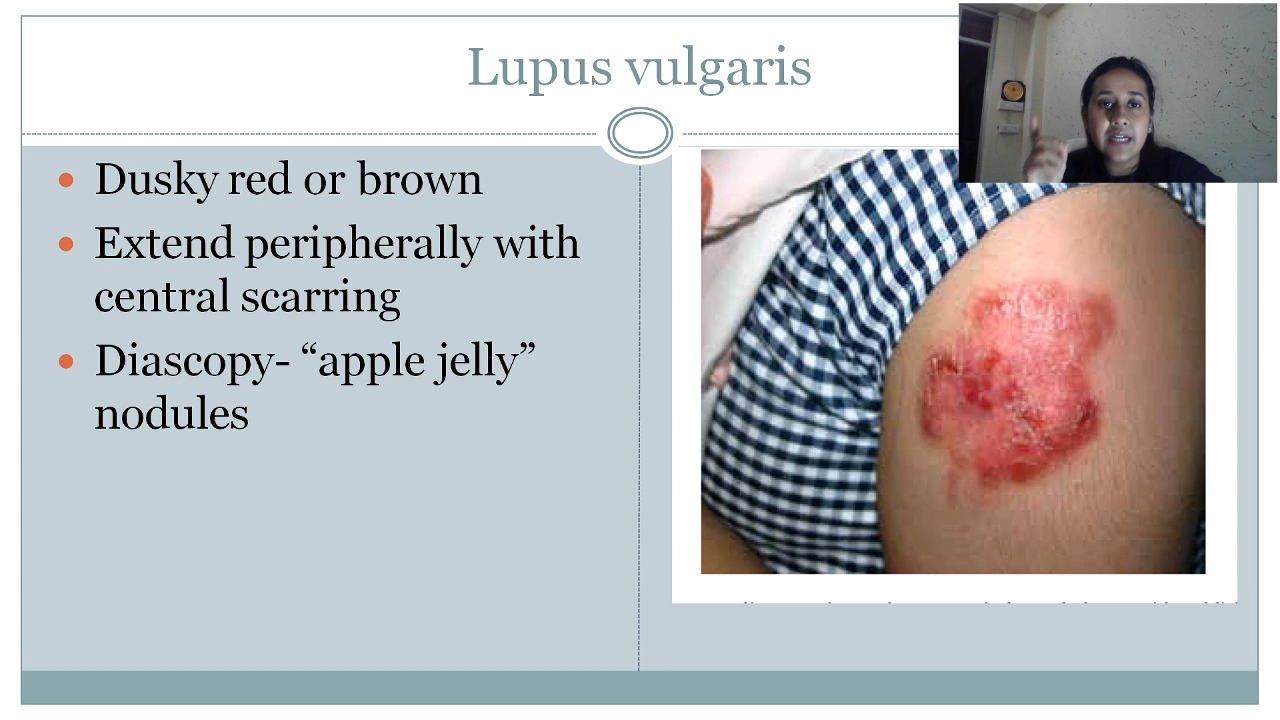 Lupus vulgaris
Dusky red or brown
Extend peripherally with
central scarring
Diascopy- “apple jelly”
nodules